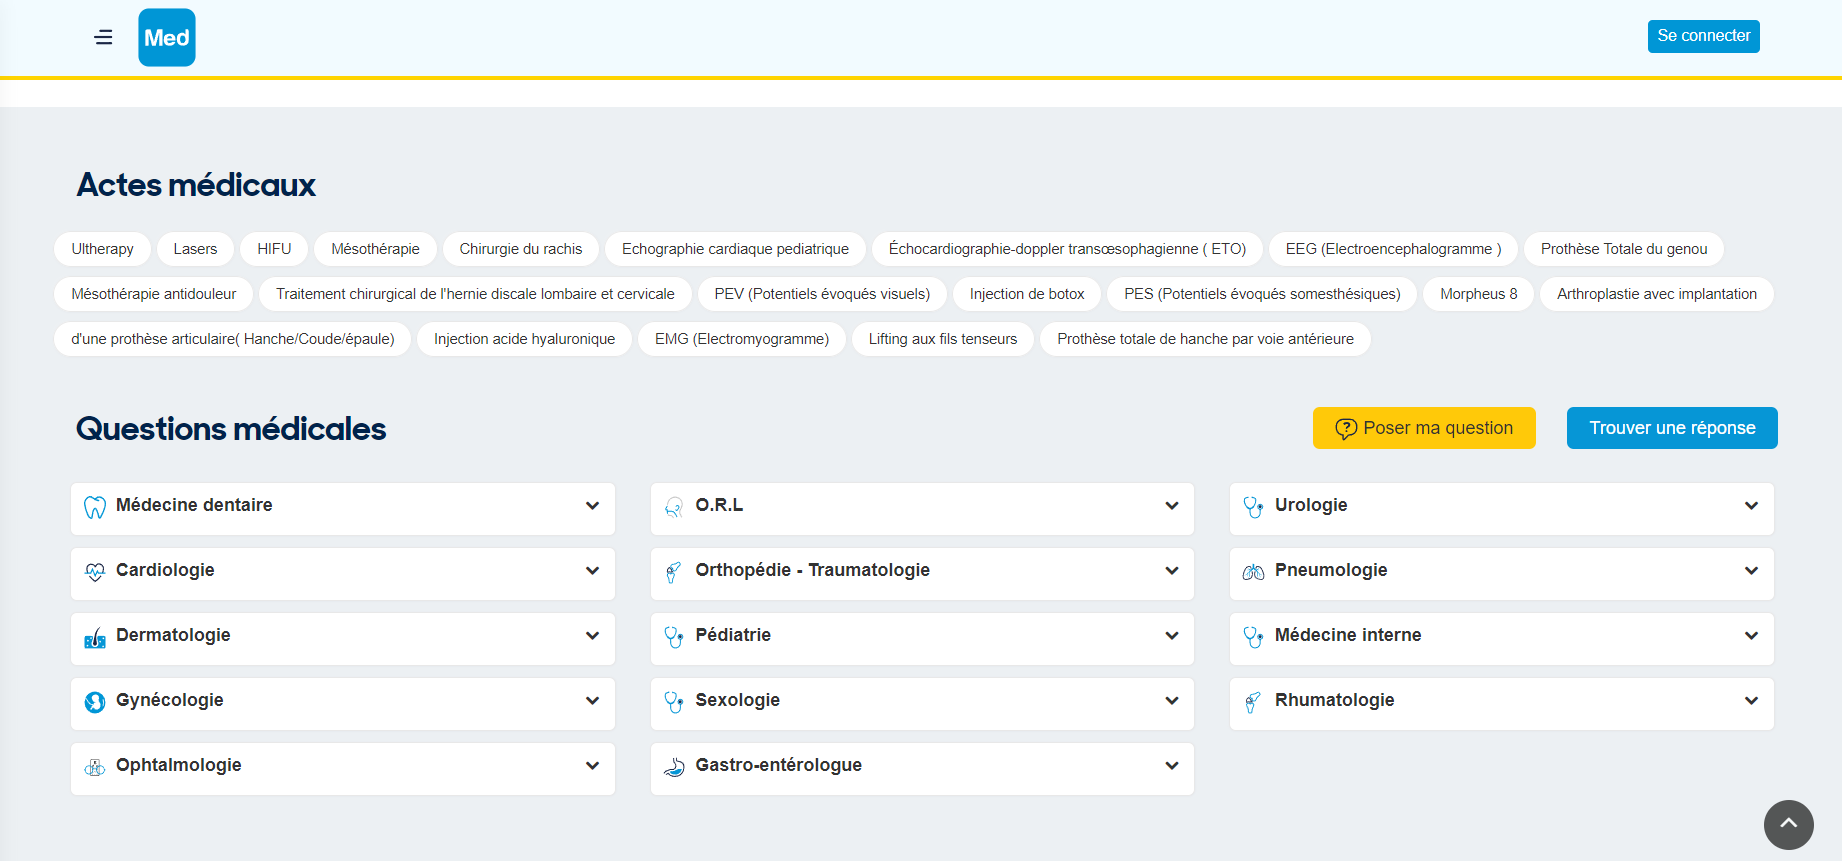 Med
Se connecter
Actes médicaux
Ultherapy Lasers HIFU Mésothérapie Chirurgie du rachis Echographie cardiaque pediatrique Échocardiographie-doppler transœsophagienne ( ETO) EEG (Electroencephalogramme ) Prothèse Totale du genou
Mésothérapie antidouleur Traitement chirurgical de l'hernie discale lombaire et cervicale PEV (Potentiels évoqués visuels) Injection de botox PES (Potentiels évoqués somesthésiques) Morpheus 8 Arthroplastie avec implantation
d'une prothèse articulaire( Hanche/Coude/épaule) Injection acide hyaluronique EMG (Electromyogramme) Lifting aux fils tenseurs Prothèse totale de hanche par voie antérieure
Questions médicales
Poser ma question
Trouver une réponse
Médecine dentaire
O.R.L
Urologie
Cardiologie
Orthopédie - Traumatologie
Pneumologie
Dermatologie
Pédiatrie
Médecine interne
Gynécologie
Sexologie
Rhumatologie
Ophtalmologie
Gastro-entérologue